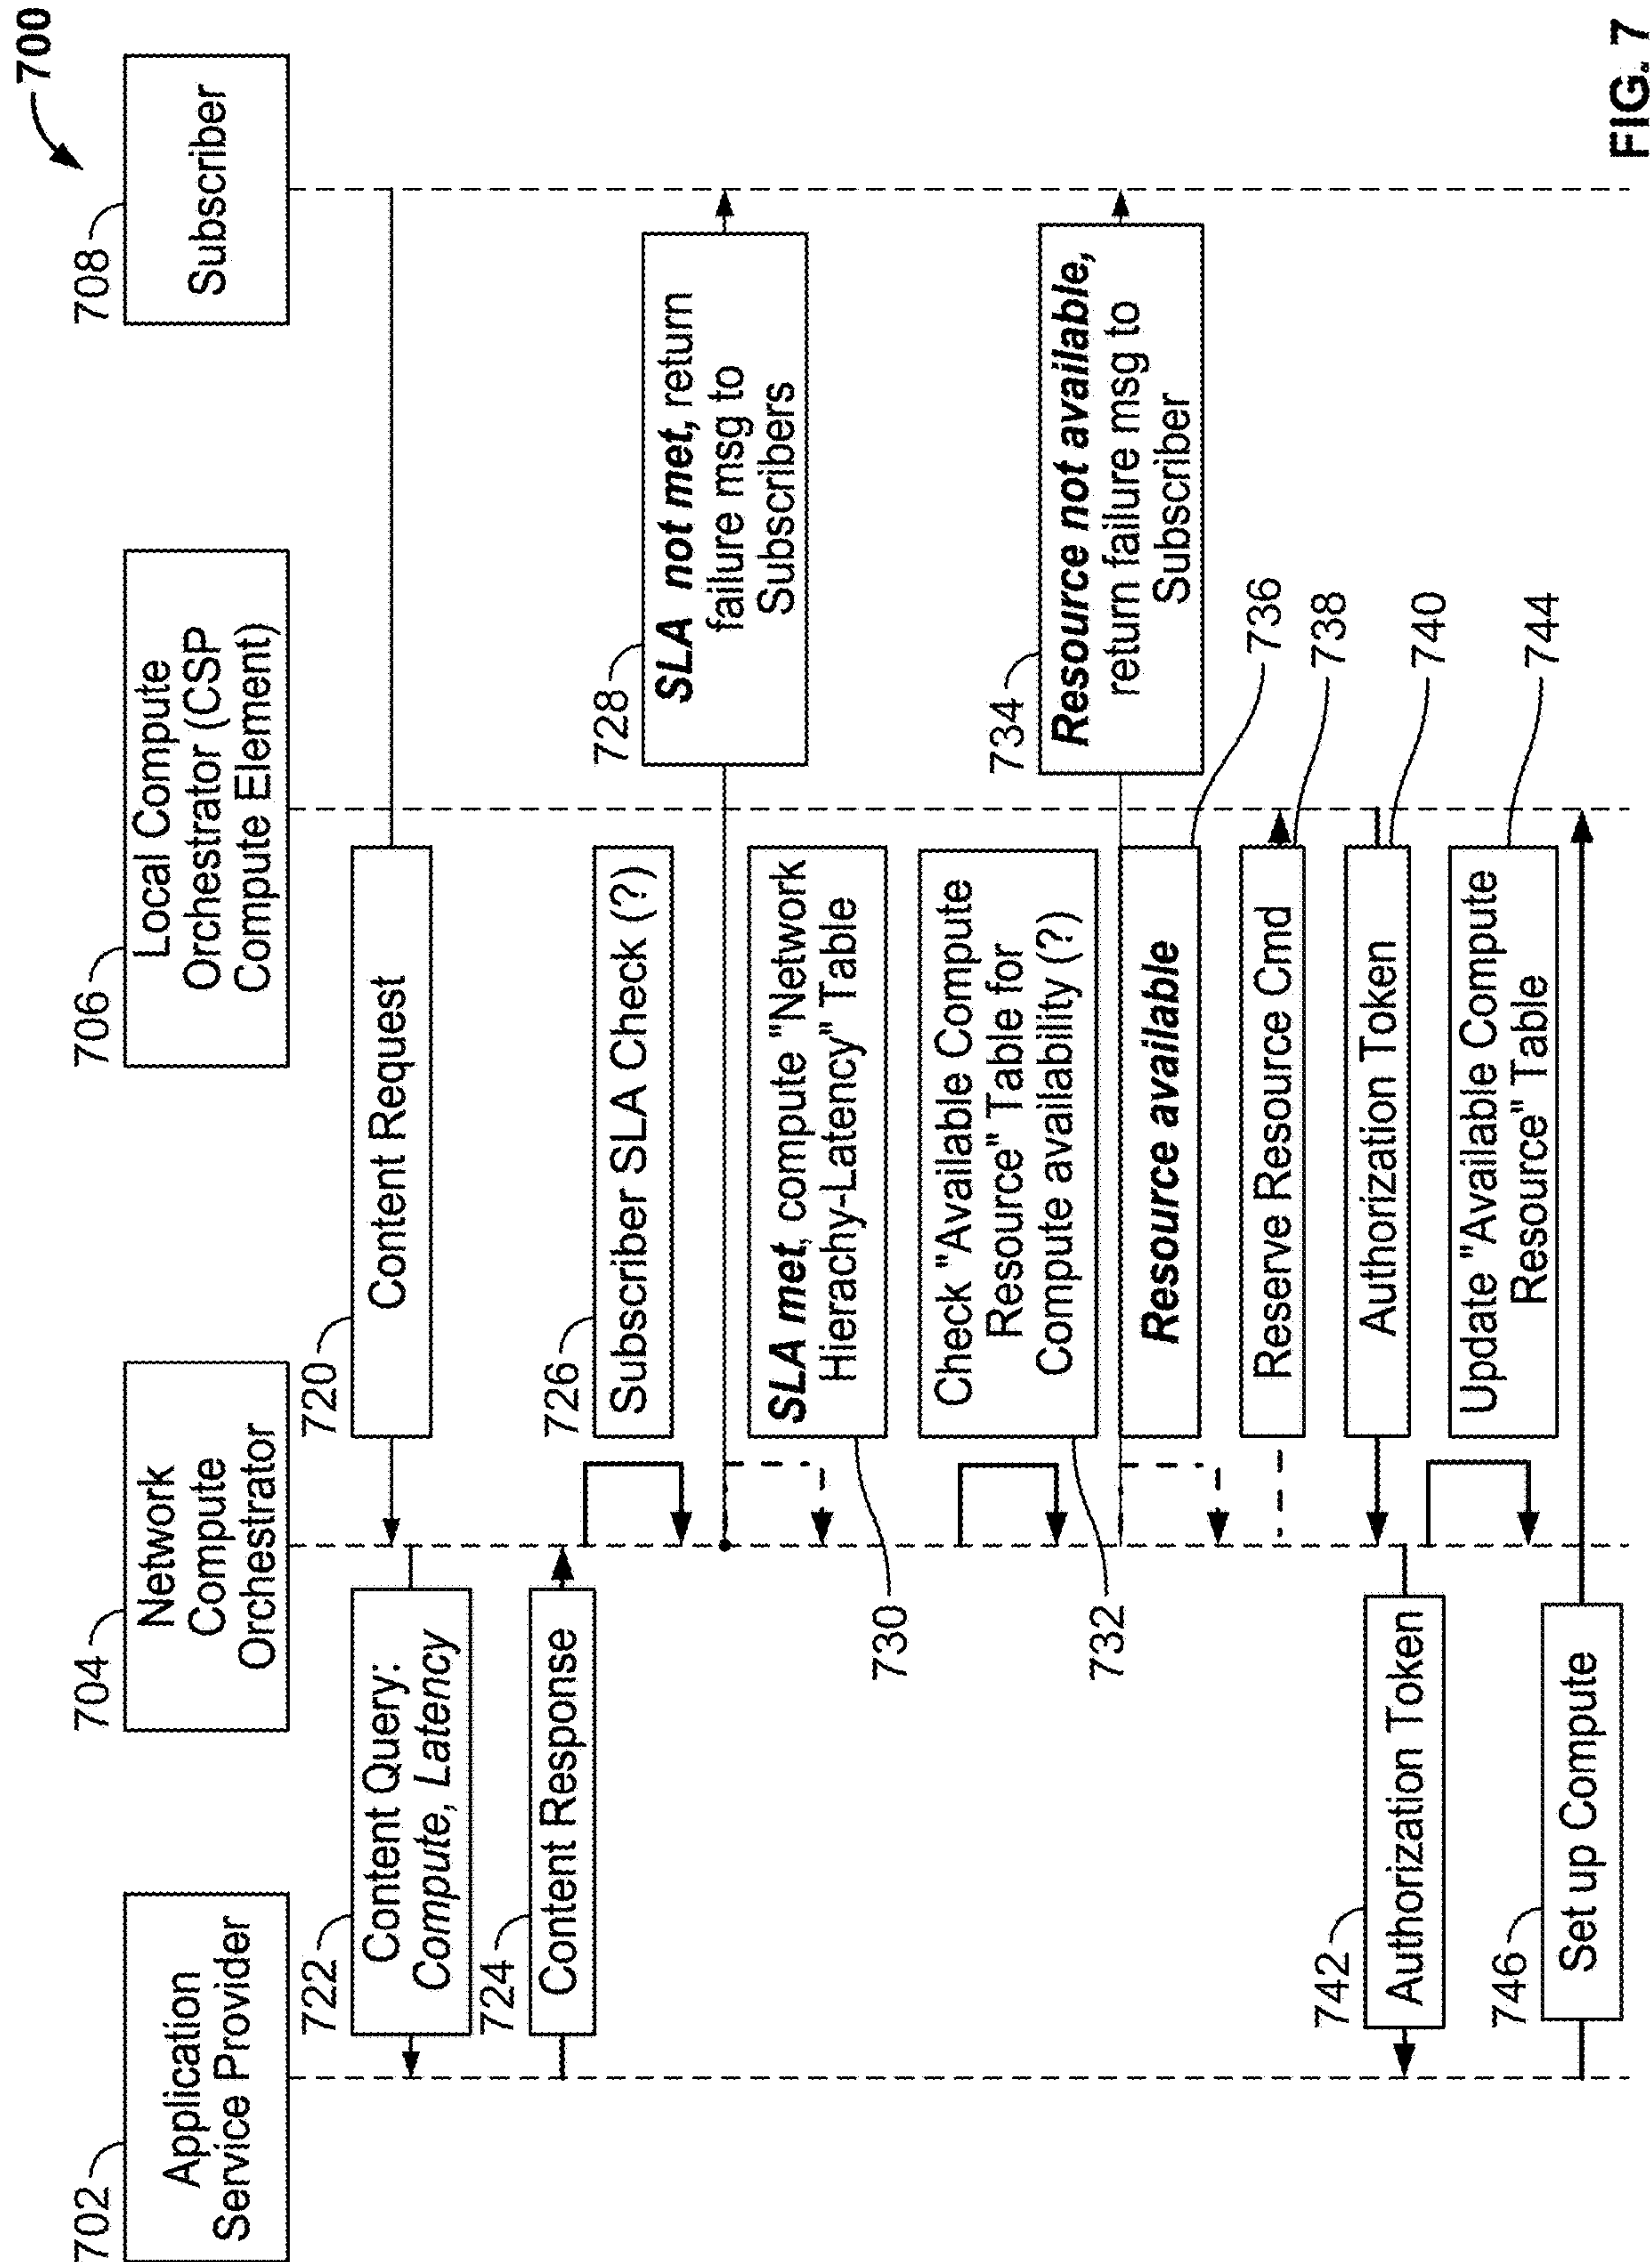 700
702
Application
Service Provider
704
Network
Compute
Orchestrator
706
Local Compute
Orchestrator (CSP
Compute Element)
708
Subscriber
720
Content Request
722
Content Query:
Compute, Latency
724
Content Response
726
Subscriber SLA Check (?)
728
SLA not met, return
failure msg to
Subscribers
SLA met, compute "Network
Hierachy-Latency" Table
730
Check "Available Compute
Resource" Table for
Compute availability (?)
732
734
Resource not available,
return failure msg to
Subscriber
Resource available
736
Reserve Resource Cmd
738
Authorization Token
740
742
Authorization Token
Update "Available Compute
Resource" Table
744
746
Set up Compute
FIG. 7